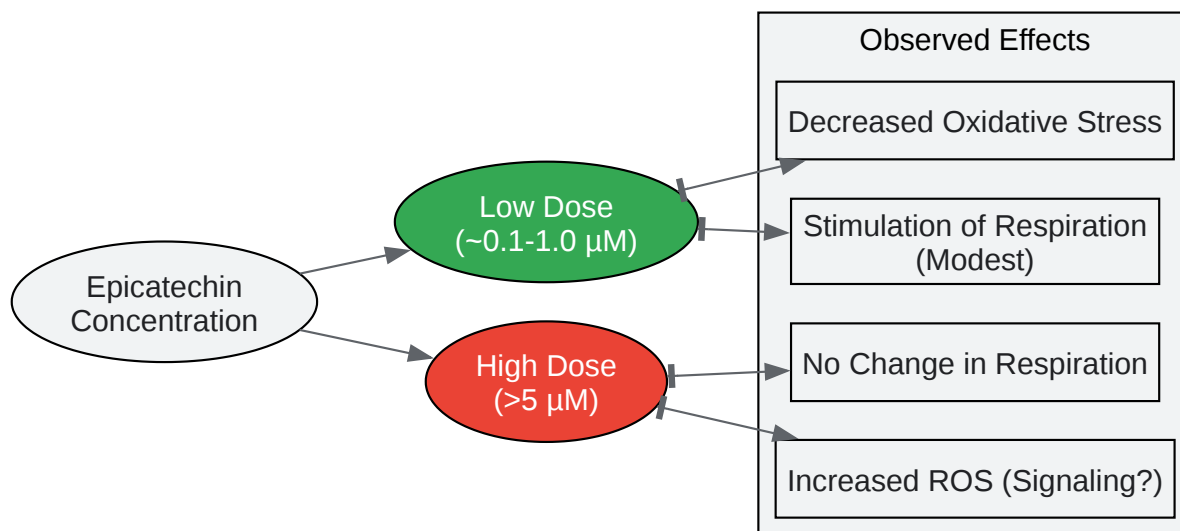 Observed Effects
Decreased Oxidative Stress
Low Dose
(~0.1-1.0 µM)
Stimulation of Respiration
(Modest)
Epicatechin
Concentration
High Dose
(>5 µM)
No Change in Respiration
Increased ROS (Signaling?)